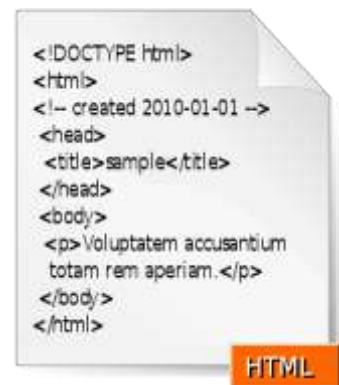 <!DOCTYPE html>
<html>
<!-- created 2010-01-01 -->
<head>
<title>sample</title>
</head>
<body>
<p>Voluptatem accusantium
totam rem aperiam.</p>
</body>
</html>
HTML